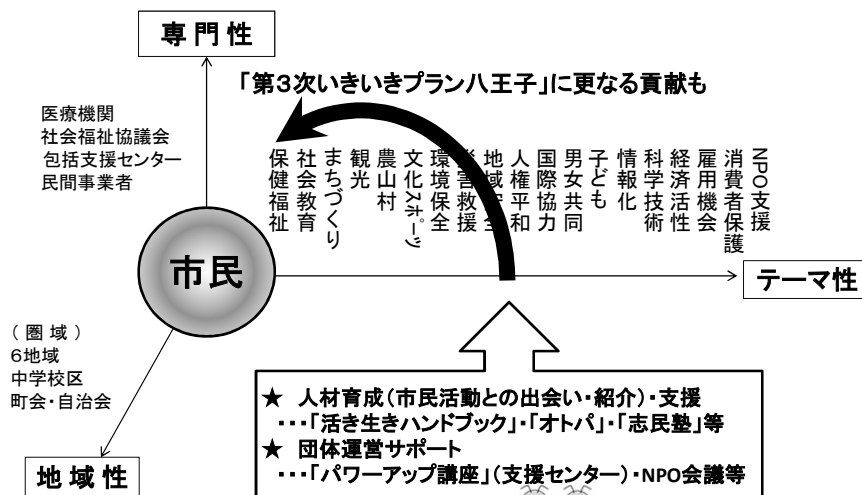 専門性
「第３次いきいきプラン八王子」に更なる貢献も
医療機関
社会福祉協議会
包括支援センター
民間事業者
保健福祉
社会教育
まちづくり
観光
農山村
文化スポーツ
環境保全
災害救援
地域安全
人権平和
国際協力
男女共同
子ども
情報化
科学技術
経済活性
雇用機会
消費者保護
NPO支援
市民
テーマ性
（圏域）
６地域
中学校区
町会・自治会
地域性
★ 人材育成（市民活動との出会い・紹介）・支援
・・・「活き生きハンドブック」・「オトパ」・「志民塾」等
★ 団体運営サポート
・・・「パワーアップ講座」（支援センター）・NPO会議等